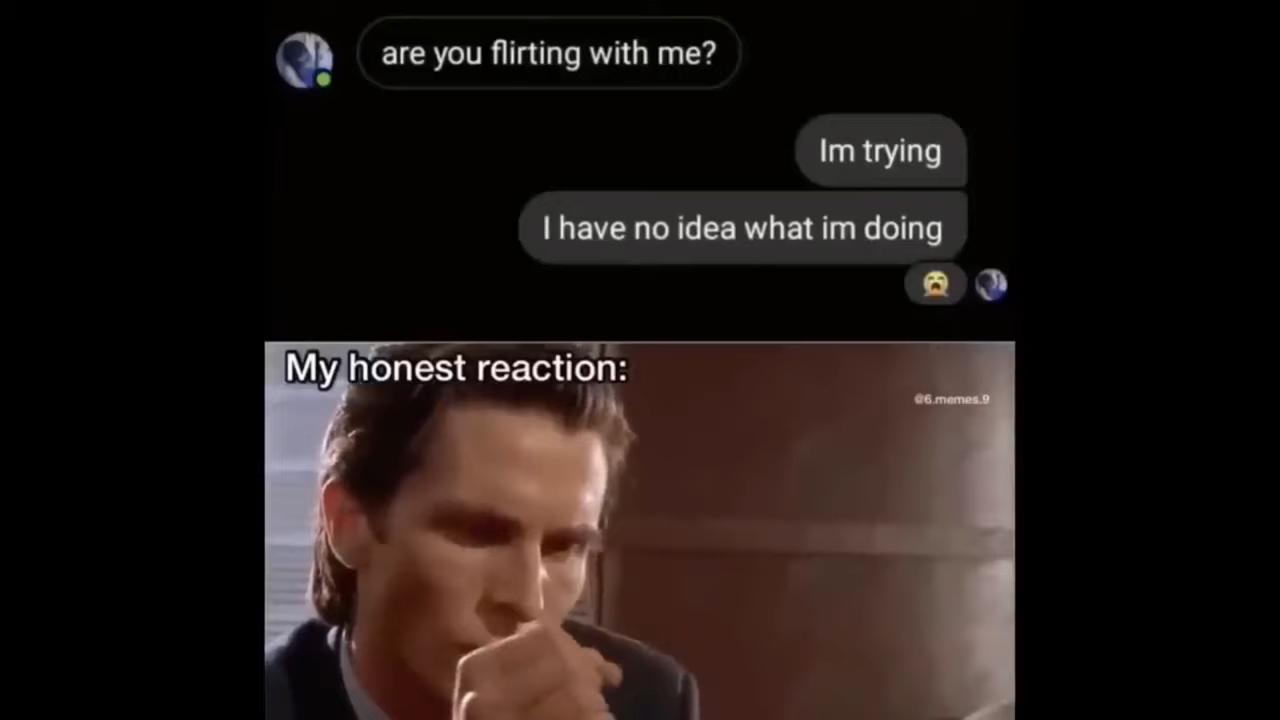 are you flirting with me?
Im trying
I have no idea what im doing
😭
My honest reaction:
@6.memes.9